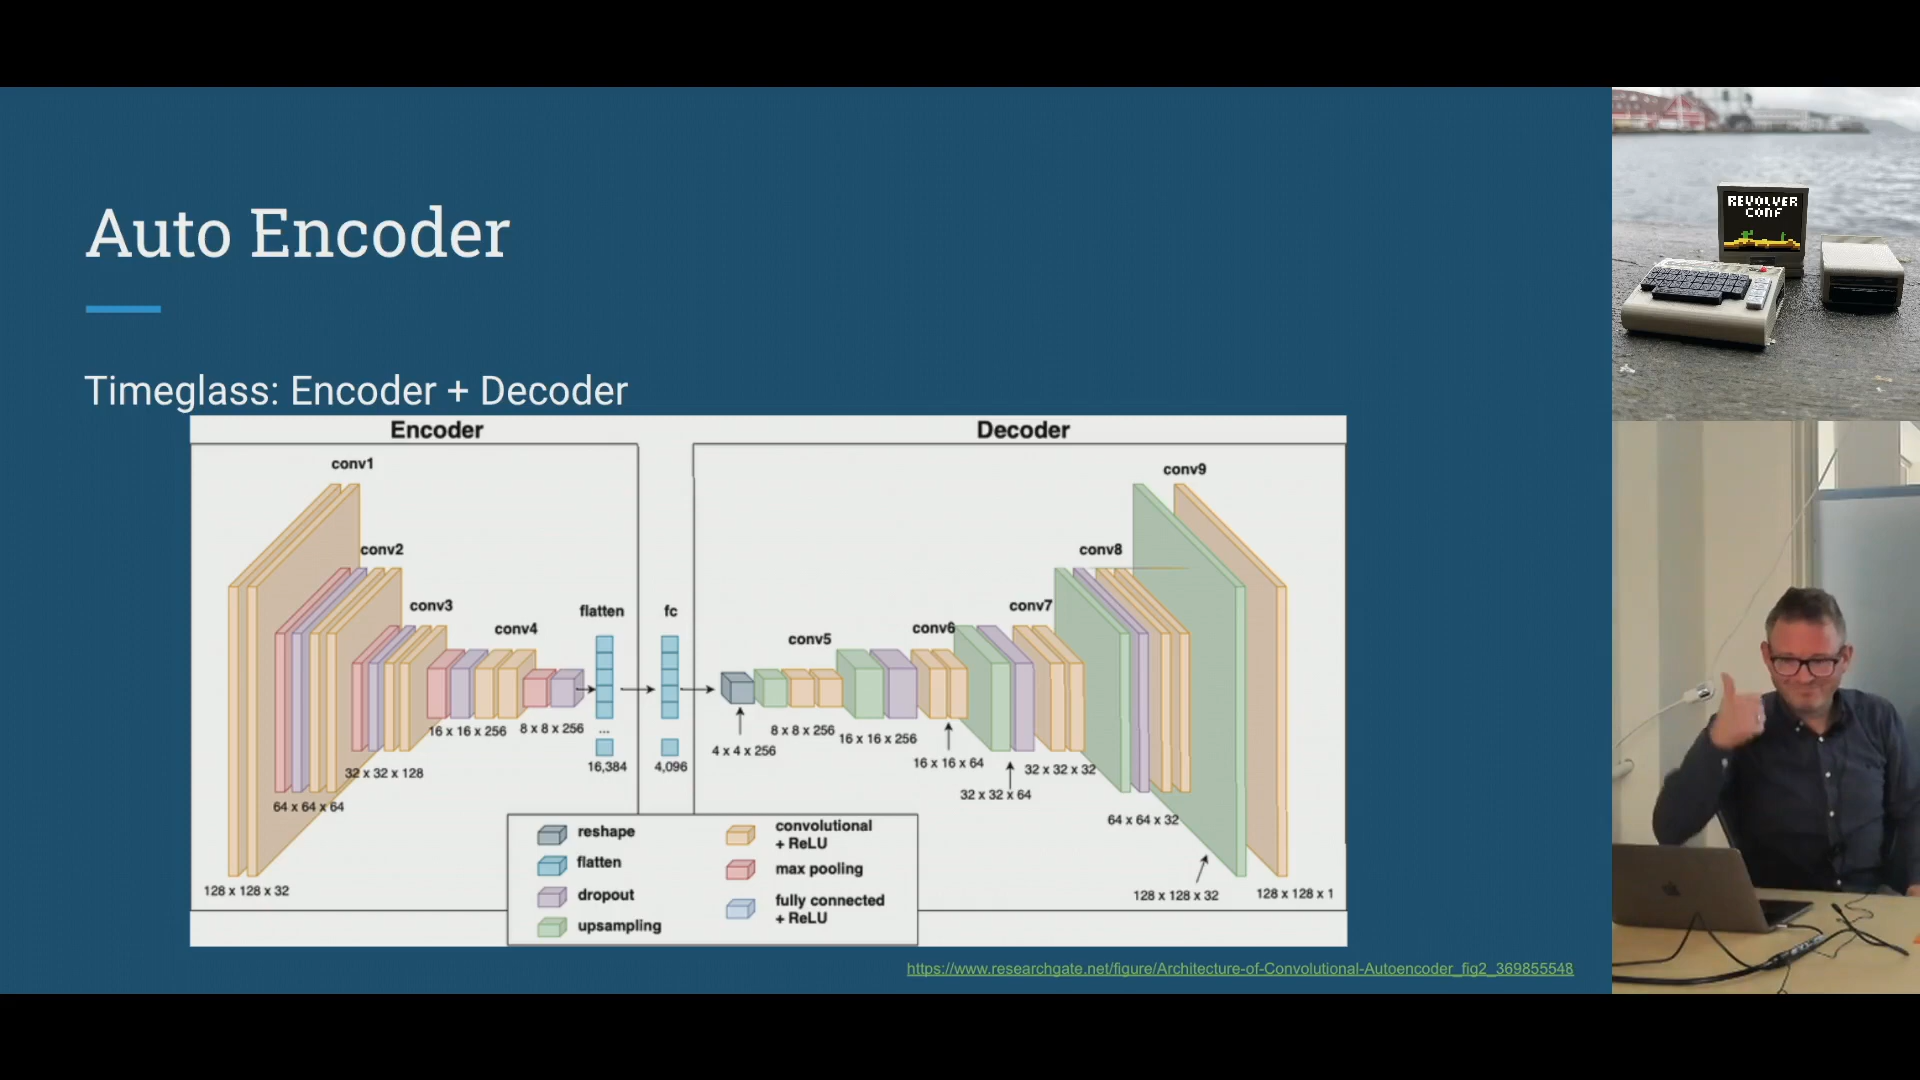 Auto Encoder
Timeglass: Encoder + Decoder
Encoder
Decoder
conv1
conv2
conv3
conv4
flatten
fc
conv5
conv6
conv7
conv8
conv9
128 x 128 x 32
64 x 64 x 64
32 x 32 x 128
16 x 16 x 256
8 x 8 x 256
...
16,384
4,096
4 x 4 x 256
8 x 8 x 256
16 x 16 x 256
16 x 16 x 64
32 x 32 x 64
32 x 32 x 32
64 x 64 x 32
128 x 128 x 32
128 x 128 x 1
reshape
flatten
dropout
upsampling
convolutional
+ ReLU
max pooling
fully connected
+ ReLU
https://www.researchgate.net/figure/Architecture-of-Convolutional-Autoencoder_fig2_369855548
REVOLVER
CONF